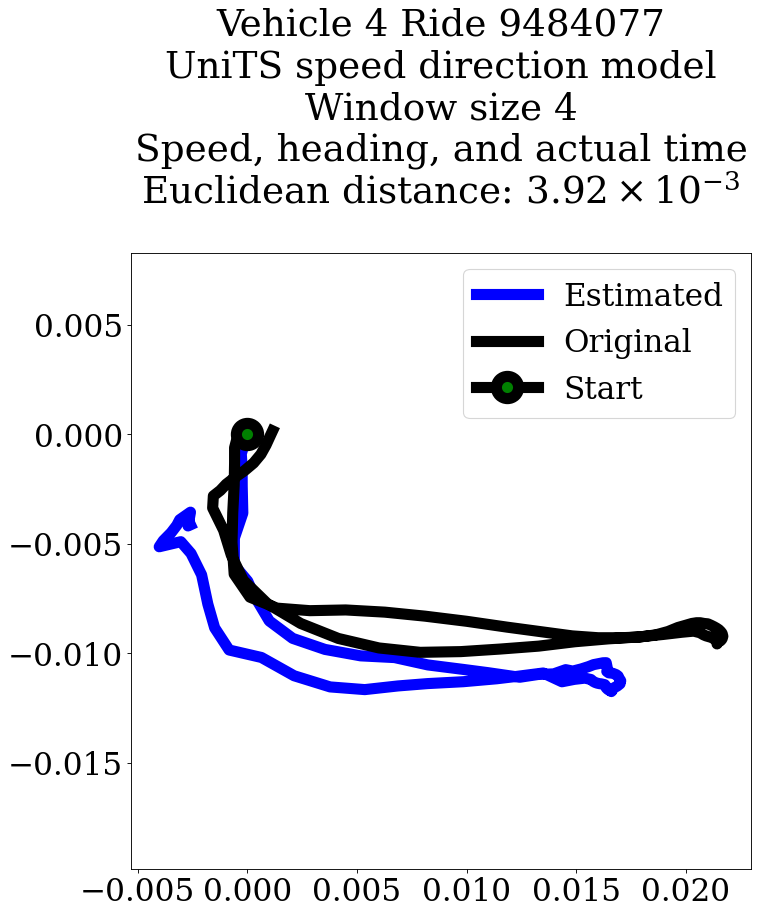 Vehicle 4 Ride 9484077
UniTS speed direction model
Window size 4
Speed, heading, and actual time
Euclidean distance: 3.92 × 10⁻³
Estimated
Original
Start
0.005
0.000
−0.005
−0.010
−0.015
−0.005 0.000 0.005 0.010 0.015 0.020